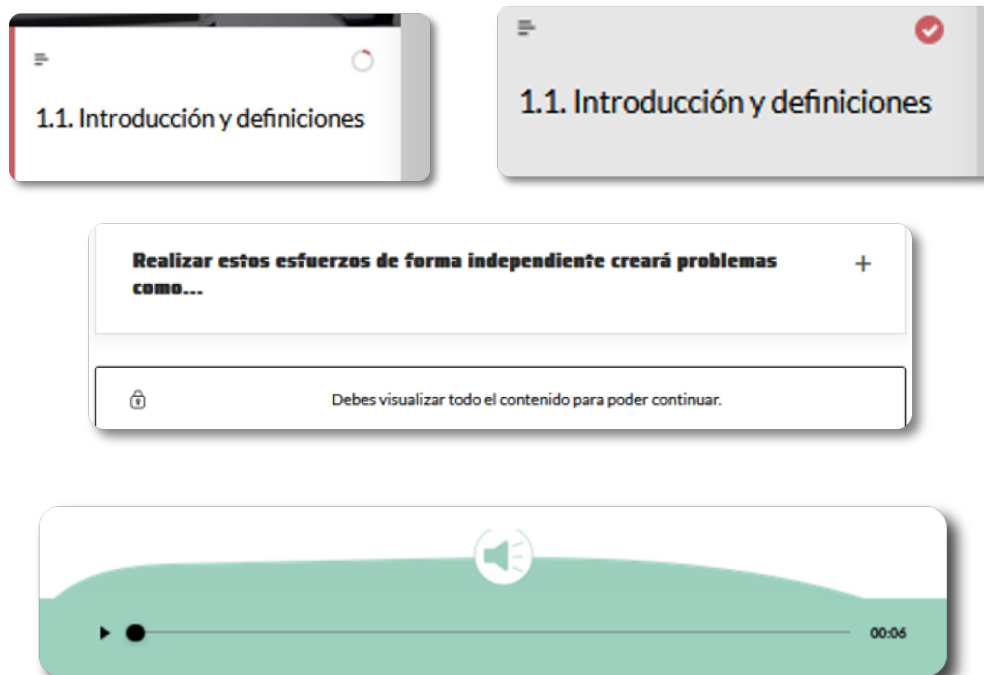 1.1. Introducción y definiciones
1.1. Introducción y definiciones
Realizar estos esfuerzos de forma independiente creará problemas
como...
Debes visualizar todo el contenido para poder continuar.
00:06